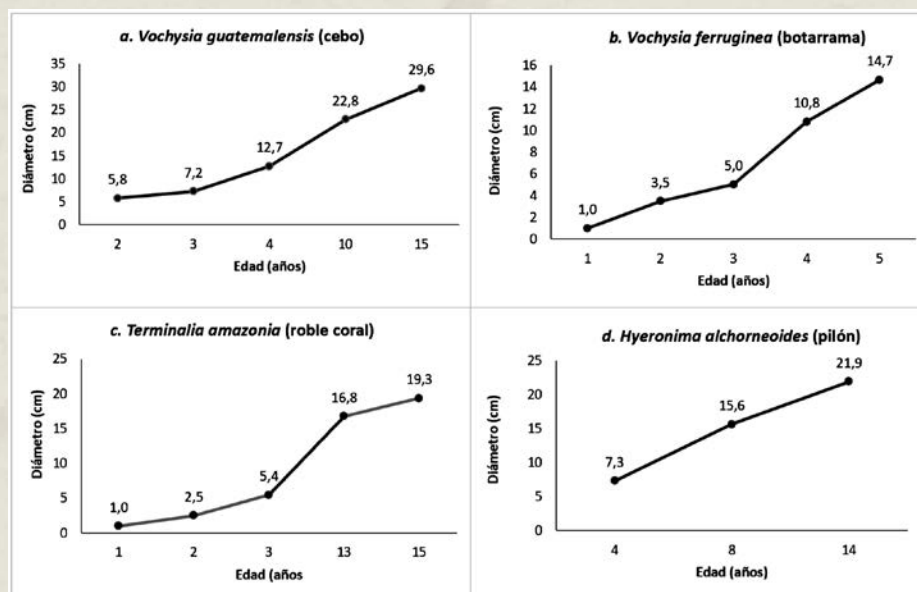 a. Vochysia guatemalensis (cebo)
Diámetro (cm)
35
30
25
20
15
10
5
0
5,8
7,2
12,7
22,8
29,6
2 3 4 10 15
Edad (años)
b. Vochysia ferruginea (botarrama)
Diámetro (cm)
16
14
12
10
8
6
4
2
0
1,0
3,5
5,0
10,8
14,7
1 2 3 4 5
Edad (años)
c. Terminalia amazonia (roble coral)
Diámetro (cm)
25
20
15
10
5
0
1,0
2,5
5,4
16,8
19,3
1 2 3 13 15
Edad (años
d. Hyeronima alchorneoides (pilón)
Diámetro (cm)
25
20
15
10
5
0
7,3
15,6
21,9
4 8 14
Edad (años)